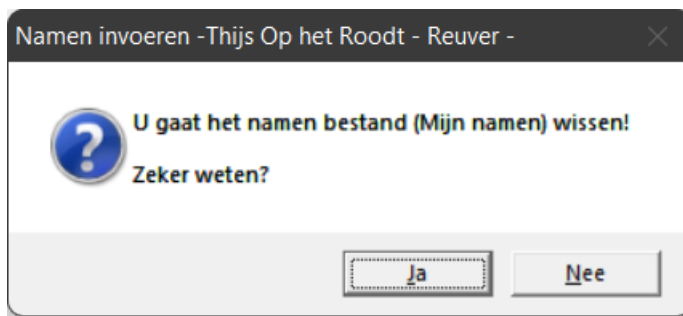 Namen invoeren -Thijs Op het Roodt - Reuver -
U gaat het namen bestand (Mijn namen) wissen!
Zeker weten?
Ja
Nee